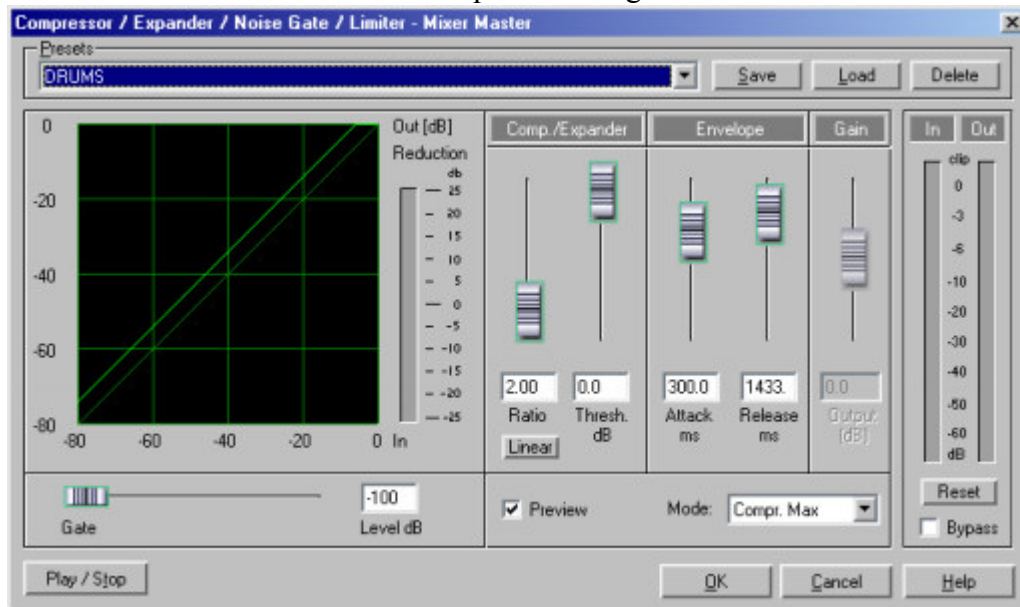 Compressor / Expander / Noise Gate / Limiter - Mixer Master
Presets
DRUMS
Save
Load
Delete
0
-20
-40
-60
-80
-80
-60
-40
-20
0
In
Out [dB]
Reduction
db
25
20
15
10
5
0
-5
-10
-15
-20
-25
Comp./Expander
Envelope
Gain
2.00
0.0
300.0
1433.
0.0
Ratio
Thresh.
dB
Attack
ms
Release
ms
Output
[dB]
Linear
In
Out
clip
0
-3
-6
-10
-20
-30
-40
-50
-60
dB
Reset
Bypass
Gate
-100
Level dB
Preview
Mode:
Compr. Max
Play / Stop
OK
Cancel
Help